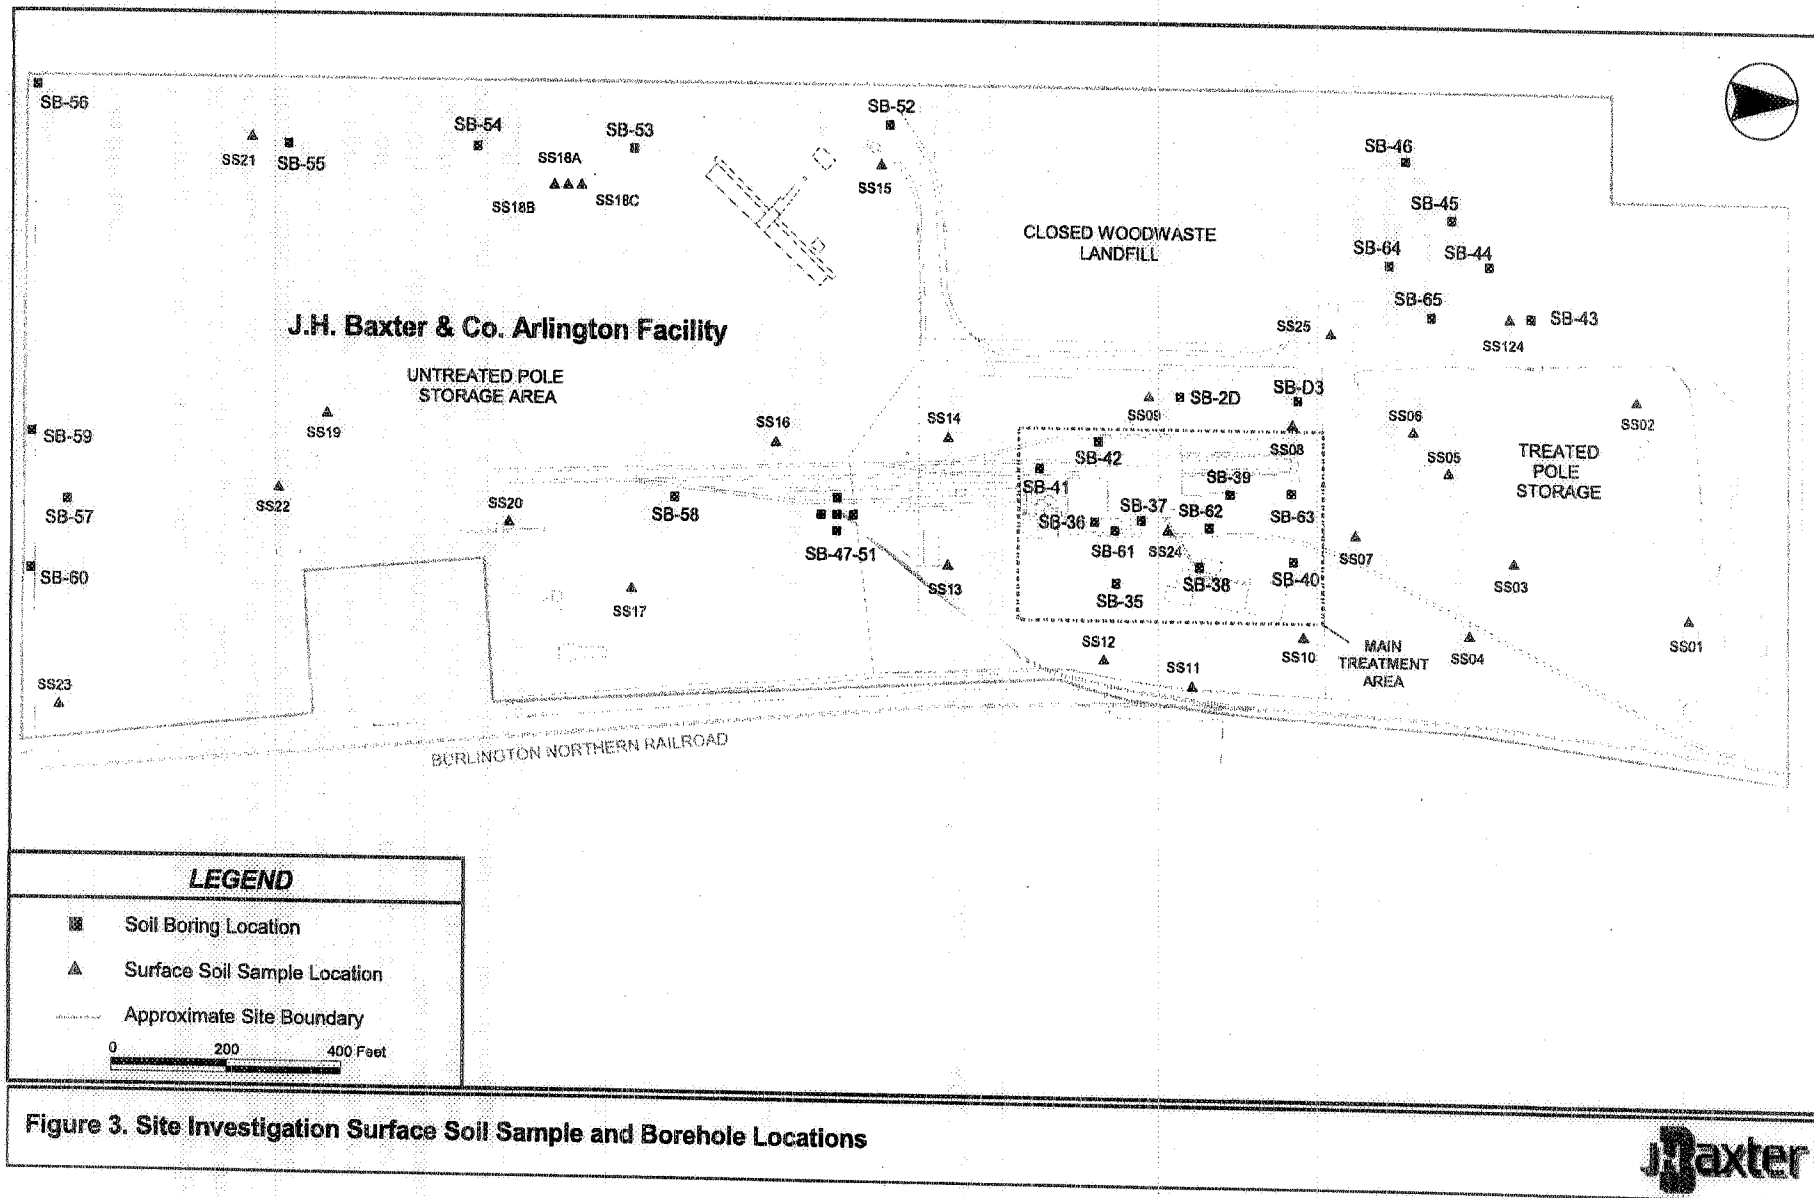 SB-56
SB-52
SB-54
SB-53
SS21
SB-55
SS18A
SS18B
SS18C
SS15
SB-46
SB-45
SB-64
SB-44
SB-65
SB-43
SS124
CLOSED WOODWASTE
LANDFILL
J.H. Baxter & Co. Arlington Facility
UNTREATED POLE
STORAGE AREA
SS25
SB-D3
SB-2D
SS09
SS02
SS06
SS05
SS08
TREATED
POLE
STORAGE
SB-59
SS19
SS16
SS14
SB-42
SB-41
SB-39
SB-57
SS22
SS20
SB-58
SB-47-51
SB-36
SB-37
SB-62
SB-63
SB-61
SS24
SS07
SB-60
SS17
SS13
SB-35
SB-38
SB-40
SS03
SS12
SS11
SS10
MAIN
TREATMENT
AREA
SS04
SS01
SS23
BURLINGTON NORTHERN RAILROAD
LEGEND
Soil Boring Location
Surface Soil Sample Location
Approximate Site Boundary
0 200 400 Feet
Figure 3. Site Investigation Surface Soil Sample and Borehole Locations
JHBaxter